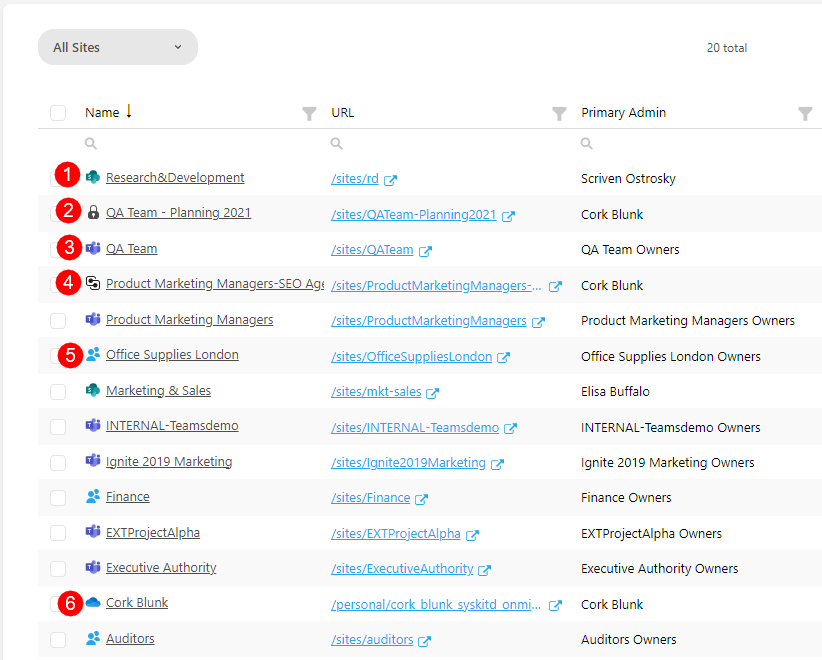 All Sites
20 total
Name URL Primary Admin
1 Research&Development /sites/rd Scriven Ostrosky
2 QA Team - Planning 2021 /sites/QATeam-Planning2021 Cork Blunk
3 QA Team /sites/QATeam QA Team Owners
4 Product Marketing Managers-SEO Age /sites/ProductMarketingManagers-... Cork Blunk
Product Marketing Managers /sites/ProductMarketingManagers Product Marketing Managers Owners
5 Office Supplies London /sites/OfficeSuppliesLondon Office Supplies London Owners
Marketing & Sales /sites/mkt-sales Elisa Buffalo
INTERNAL-Teamsdemo /sites/INTERNAL-Teamsdemo INTERNAL-Teamsdemo Owners
Ignite 2019 Marketing /sites/Ignite2019Marketing Ignite 2019 Marketing Owners
Finance /sites/Finance Finance Owners
EXTProjectAlpha /sites/EXTProjectAlpha EXTProjectAlpha Owners
Executive Authority /sites/ExecutiveAuthority Executive Authority Owners
6 Cork Blunk /personal/cork_blunk_syskitd_onmi... Cork Blunk
Auditors /sites/auditors Auditors Owners